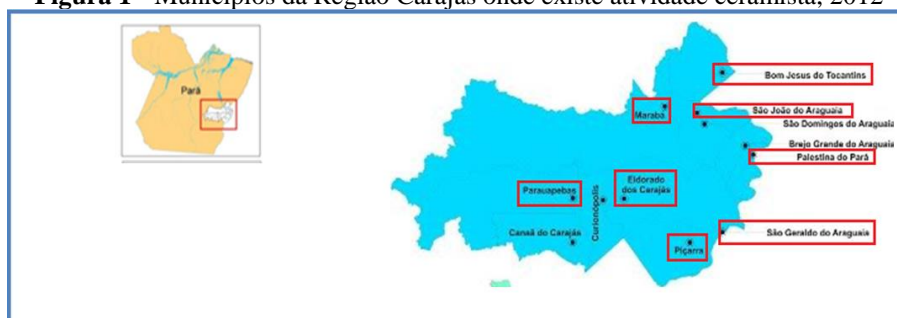 Figura 1 - Municípios da Região Carajás onde existe atividade ceramista, 2012
Pará
Bom Jesus do Tocantins
Marabá
São João do Araguaia
São Domingos do Araguaia
Brejo Grande do Araguaia
Palestina do Pará
Parauapebas
Curionópolis
Eldorado
dos Carajás
Canaã do Carajás
Piçarra
São Geraldo do Araguaia